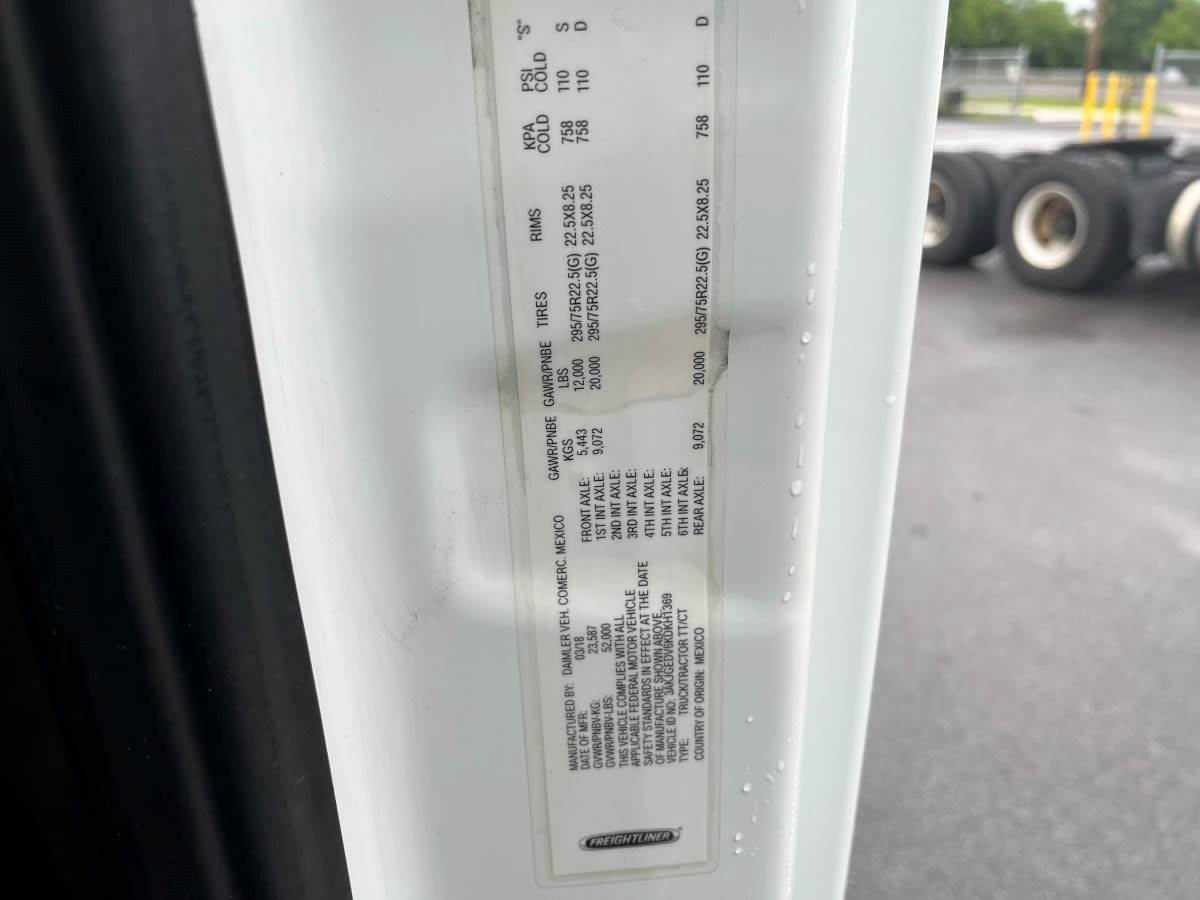 FREIGHTLINER
MANUFACTURED BY: DAIMLER VEH. COMERC. MEXICO
DATE OF MFR: 03/18
GVWR/PNBV-KG: 23,587
GVWR/PNBV-LBS: 52,000
THIS VEHICLE COMPLIES WITH ALL
APPLICABLE FEDERAL MOTOR VEHICLE
SAFETY STANDARDS IN EFFECT AT THE DATE
OF MANUFACTURE SHOWN ABOVE.
VEHICLE ID NO: 3AKJGEDV6KDKH1369
TYPE: TRUCK/TRACTOR TT/CT
COUNTRY OF ORIGIN: MEXICO
GAWR/PNBE GAWR/PNBE TIRES RIMS KPA PSI "S"
KGS LBS COLD COLD
FRONT AXLE: 5,443 12,000 295/75R22.5(G) 22.5X8.25 758 110 S
1ST INT AXLE: 9,072 20,000 295/75R22.5(G) 22.5X8.25 758 110 D
2ND INT AXLE:
3RD INT AXLE:
4TH INT AXLE:
5TH INT AXLE:
6TH INT AXLE:
REAR AXLE: 9,072 20,000 295/75R22.5(G) 22.5X8.25 758 110 D